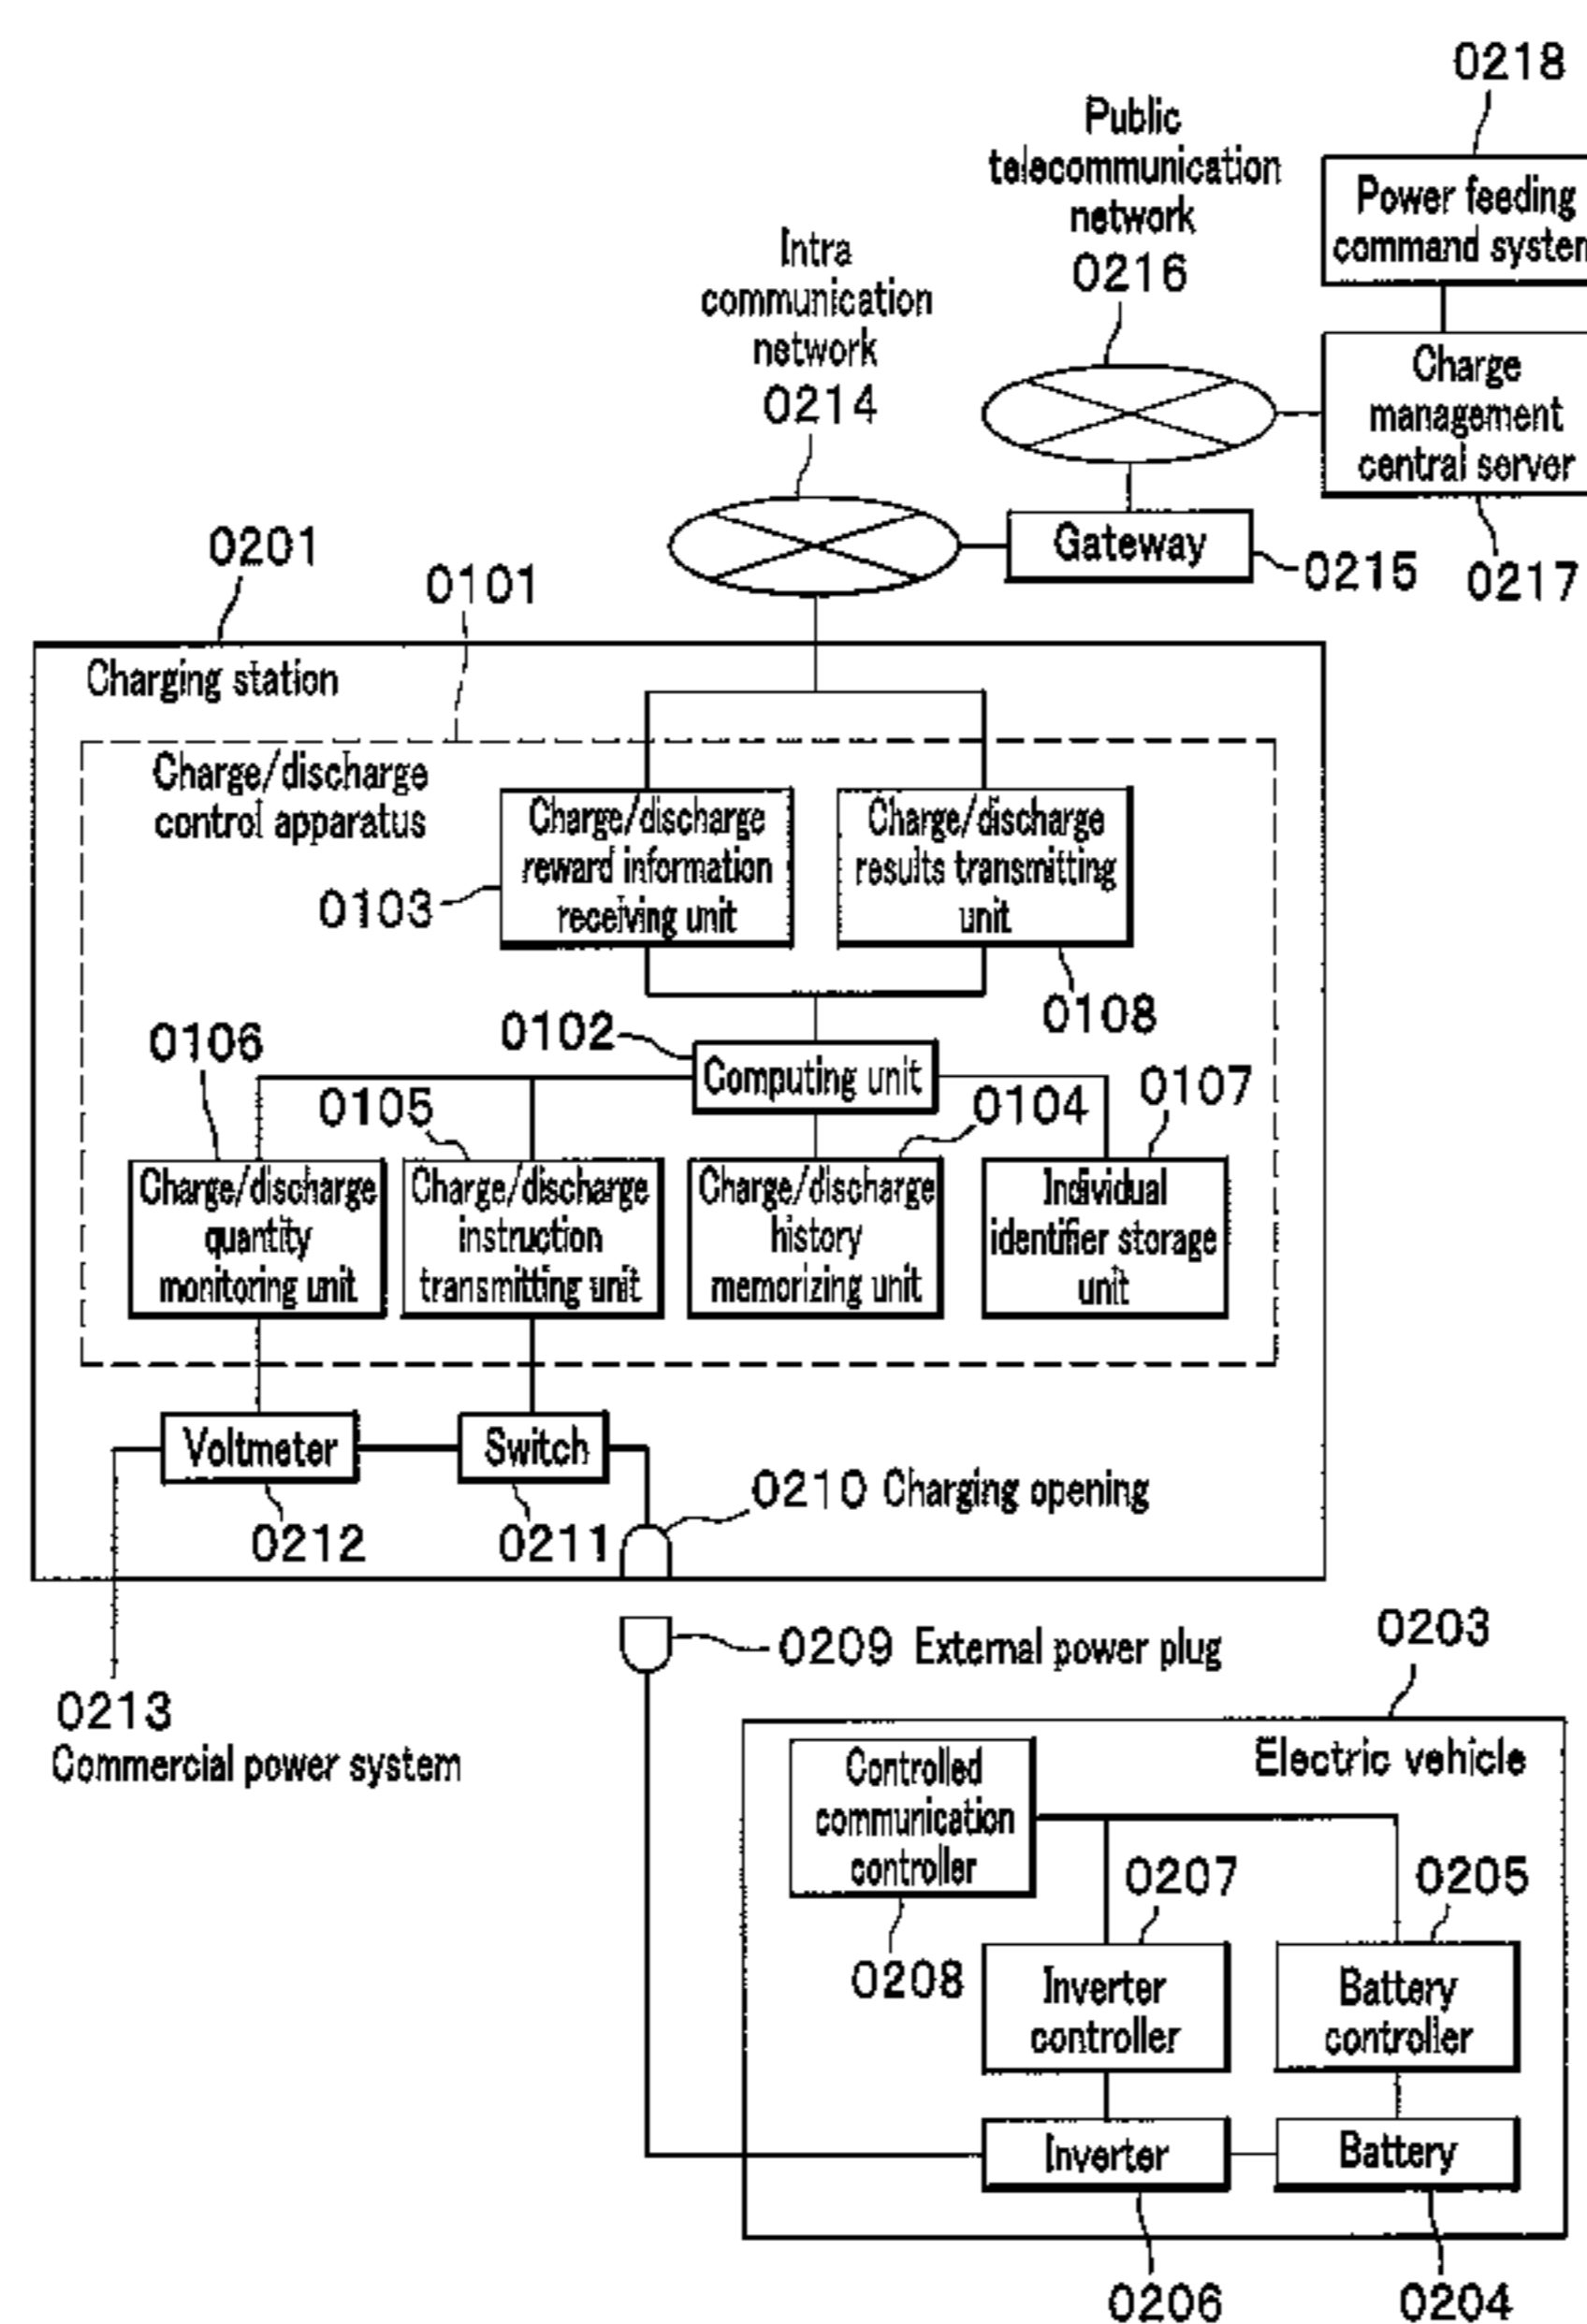 0218
Public
telecommunication
network
0216
Power feeding
command system
Intra
communication
network
0214
Charge
management
central server
0201
0101
Gateway
0215
0217
Charging station
Charge/discharge
control apparatus
Charge/discharge
reward information
receiving unit
Charge/discharge
results transmitting
unit
0103
0108
0102
0106
Computing unit
0105
0104
0107
Charge/discharge
quantity
monitoring unit
Charge/discharge
instruction
transmitting unit
Charge/discharge
history
memorizing unit
Individual
identifier storage
unit
Voltmeter
Switch
0210 Charging opening
0212
0211
0209 External power plug
0203
0213
Commercial power system
Electric vehicle
Controlled
communication
controller
0207
0205
0208
Inverter
controller
Battery
controller
Inverter
Battery
0206
0204